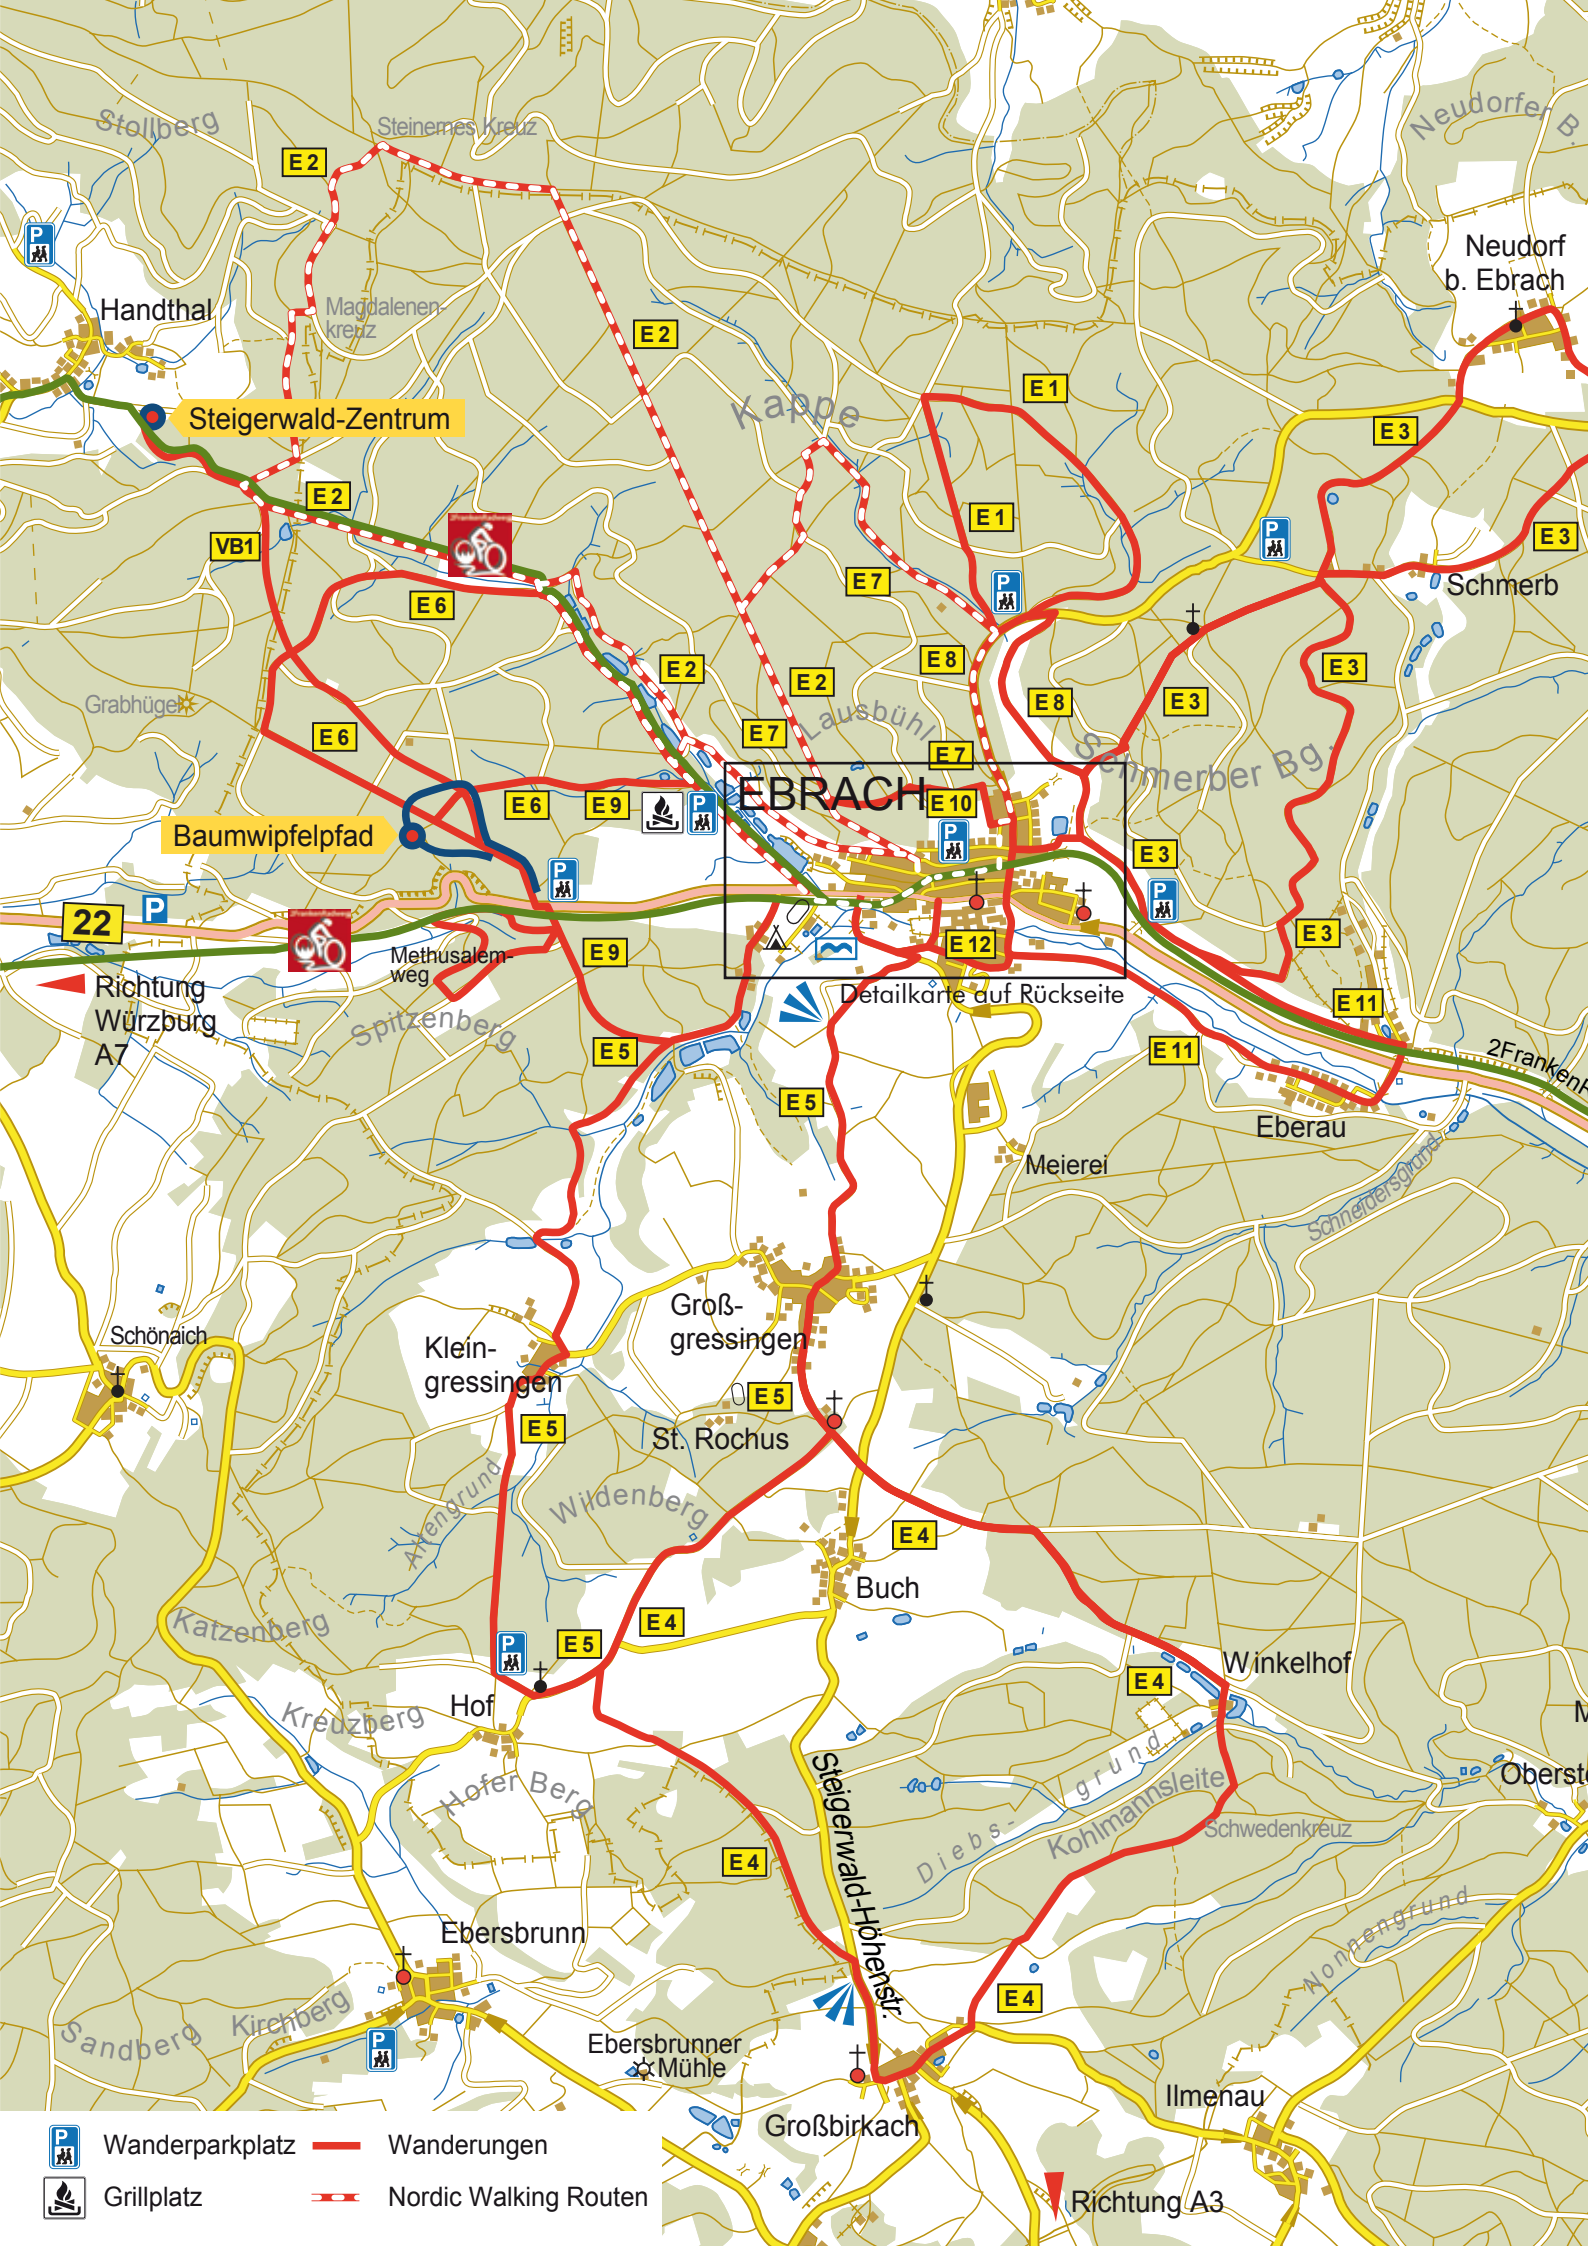 Stollberg
Steinernes Kreuz
Neudorfer B.
E 2
P
Neudorf
b. Ebrach
Handthal
Magdalenen-
kreuz
E 2
E 1
Kappe
Steigerwald-Zentrum
E 3
E 2
E 1
P
E 3
VB1
E 7
P
Schmerb
E 6
E 8
E 2
E 2
E 3
Grabhügel
E 8
E 3
E 6
E 7
Lausbühl
E 7
Schmerber Bg.
EBRACH
E 10
E 6
E 9
P
P
Baumwipfelpfad
E 3
P
P
22
P
E 3
Methusalem-
weg
E 9
E 12
Richtung
Würzburg
A7
Detailkarte auf Rückseite
E 11
Spitzenberg
E 5
E 11
2FrankenR
E 5
Eberau
Meierei
Schneidersgrund
Groß-
gressingen
Schönaich
Klein-
gressingen
E 5
E 5
St. Rochus
Altengrund
Wildenberg
E 4
Buch
Katzenberg
E 4
P
E 5
Winkelhof
E 4
Hof
Kreuzberg
M
Diebs-
grund
Steigerwald-Höhenstr.
Oberst
Hofer Berg
Kohlmannsleite
Schwedenkreuz
E 4
Nonnengrund
Ebersbrunn
E 4
Kirchberg
Sandberg
P
Ebersbrunner
Mühle
Ilmenau
Großbirkach
P
Wanderparkplatz
Wanderungen
Grillplatz
Nordic Walking Routen
Richtung A3